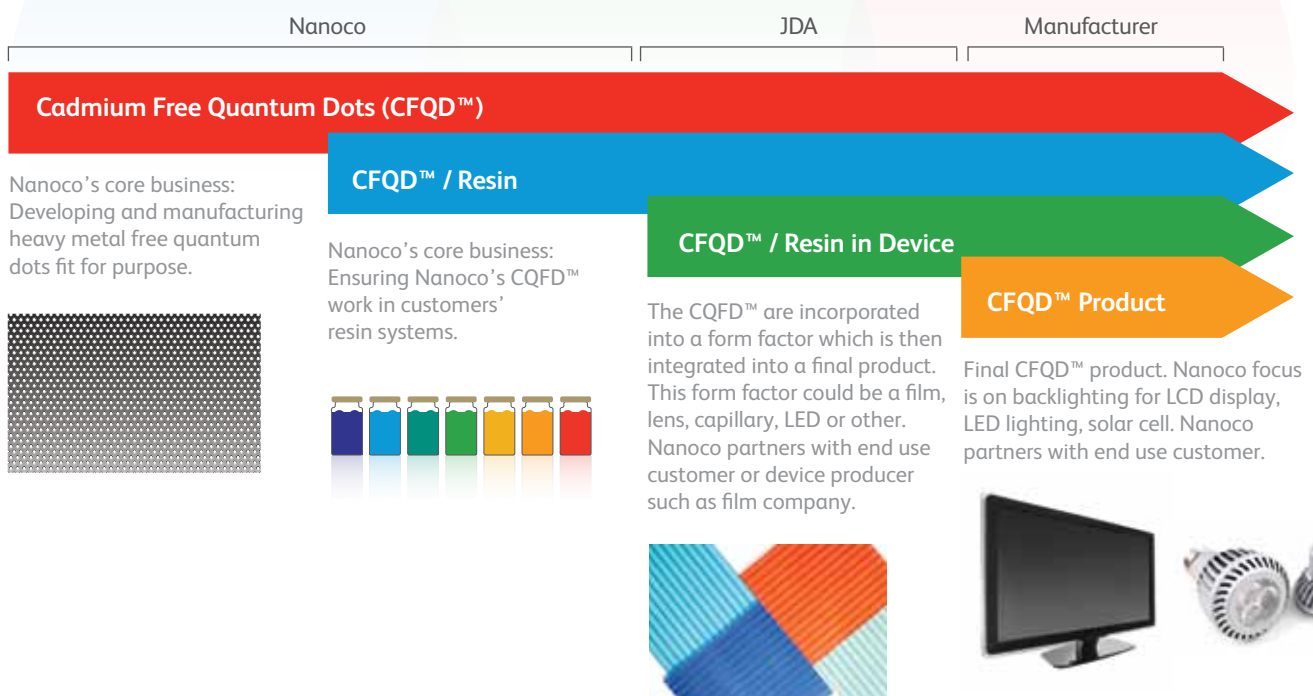 Nanoco
JDA
Manufacturer
Cadmium Free Quantum Dots (CFQD™)
Nanoco's core business:
Developing and manufacturing
heavy metal free quantum
dots fit for purpose.
CFQD™ / Resin
Nanoco's core business:
Ensuring Nanoco's CQFD™
work in customers'
resin systems.
CFQD™ / Resin in Device
The CQFD™ are incorporated
into a form factor which is then
integrated into a final product.
This form factor could be a film,
lens, capillary, LED or other.
Nanoco partners with end use
customer or device producer
such as film company.
CFQD™ Product
Final CFQD™ product. Nanoco focus
is on backlighting for LCD display,
LED lighting, solar cell. Nanoco
partners with end use customer.